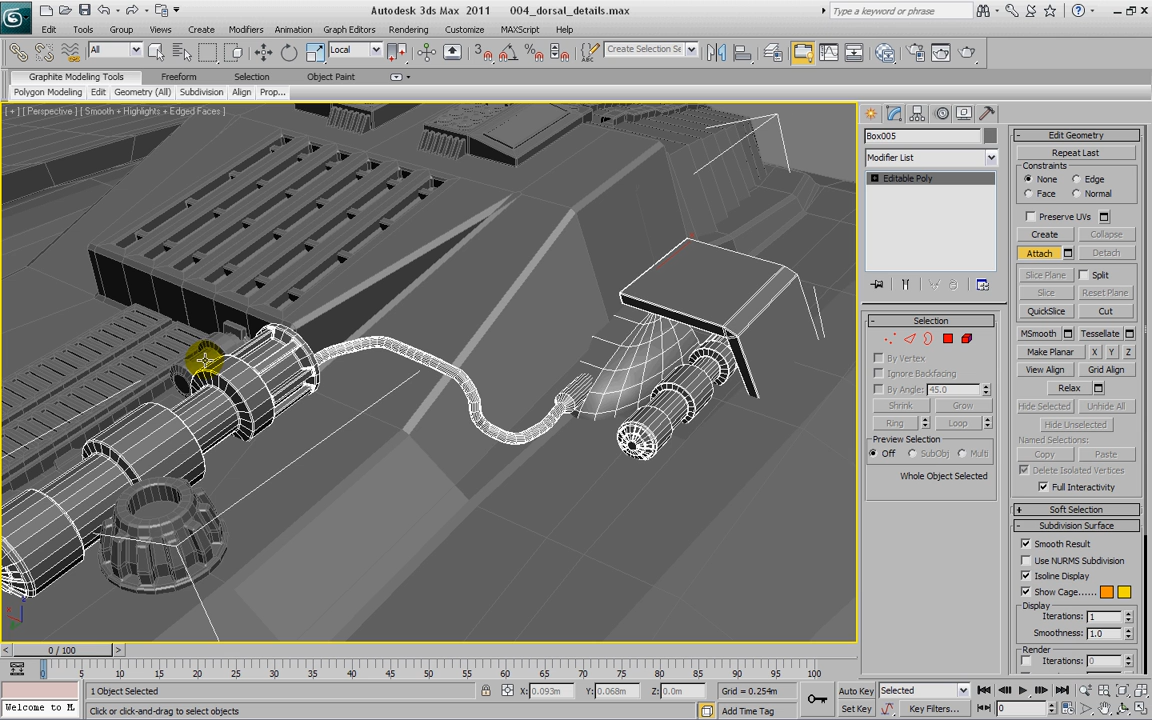 Autodesk 3ds Max 2011 004_dorsal_details.max
Type a keyword or phrase
Edit Tools Group Views Create Modifiers Animation Graph Editors Rendering Customize MAXScript Help
All Local Create Selection Se
Graphite Modeling Tools Freeform Selection Object Paint
Polygon Modeling Edit Geometry (All) Subdivision Align Prop...
[ + ] [ Perspective ] [ Smooth + Highlights + Edged Faces ]
Box005
Modifier List
Editable Poly
Selection
By Vertex
Ignore Backfacing
By Angle: 45.0
Shrink Grow
Ring Loop
Preview Selection
Off SubObj Multi
Whole Object Selected
Edit Geometry
Repeat Last
Constraints
None Edge
Face Normal
Preserve UVs
Create Collapse
Attach Detach
Slice Plane Split
Slice Reset Plane
QuickSlice Cut
MSmooth Tessellate
Make Planar X Y Z
View Align Grid Align
Relax
Hide Selected Unhide All
Hide Unselected
Named Selections:
Copy Paste
Delete Isolated Vertices
Full Interactivity
Soft Selection
Subdivision Surface
Smooth Result
Use NURMS Subdivision
Isoline Display
Show Cage......
Display
Iterations: 1
Smoothness: 1.0
Render
Iterations: 0
0 / 100
0 5 10 15 20 25 30 35 40 45 50 55 60 65 70 75 80 85 90 95 100
1 Object Selected X: 0.093m Y: 0.068m Z: 0.0m Grid = 0.254m Auto Key Selected
Welcome to M Click or click-and-drag to select objects Add Time Tag Set Key Key Filters... 0